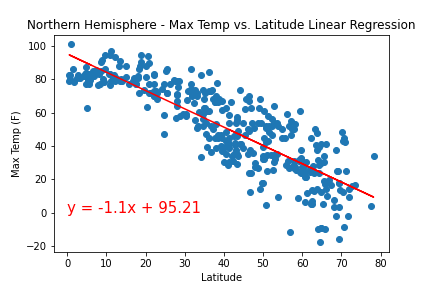 Northern Hemisphere - Max Temp vs. Latitude Linear Regression
100
80
60
40
20
0
−20
Max Temp (F)
y = -1.1x + 95.21
0 10 20 30 40 50 60 70 80
Latitude